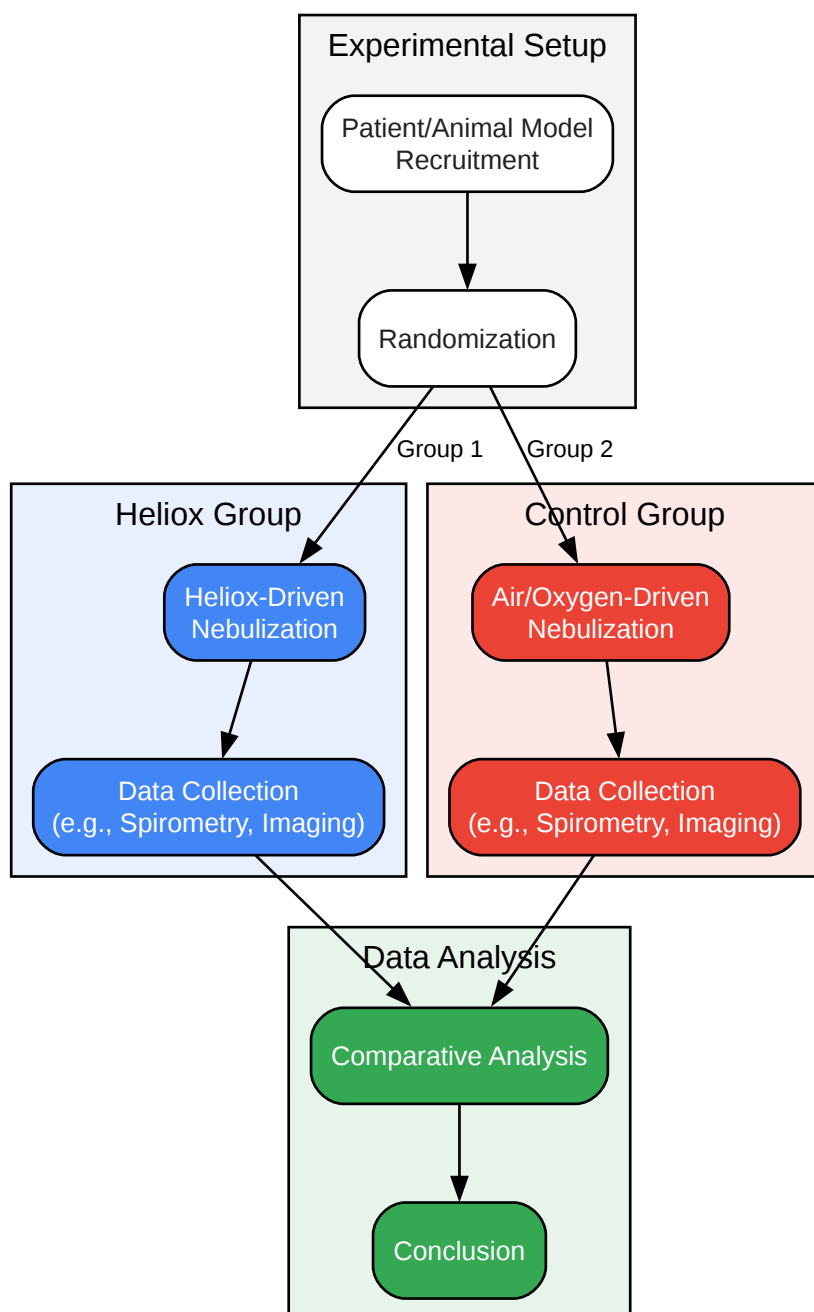 Experimental Setup
Patient/Animal Model
Recruitment
Randomization
Group 1
Group 2
Heliox Group
Heliox-Driven
Nebulization
Data Collection
(e.g., Spirometry, Imaging)
Control Group
Air/Oxygen-Driven
Nebulization
Data Collection
(e.g., Spirometry, Imaging)
Data Analysis
Comparative Analysis
Conclusion